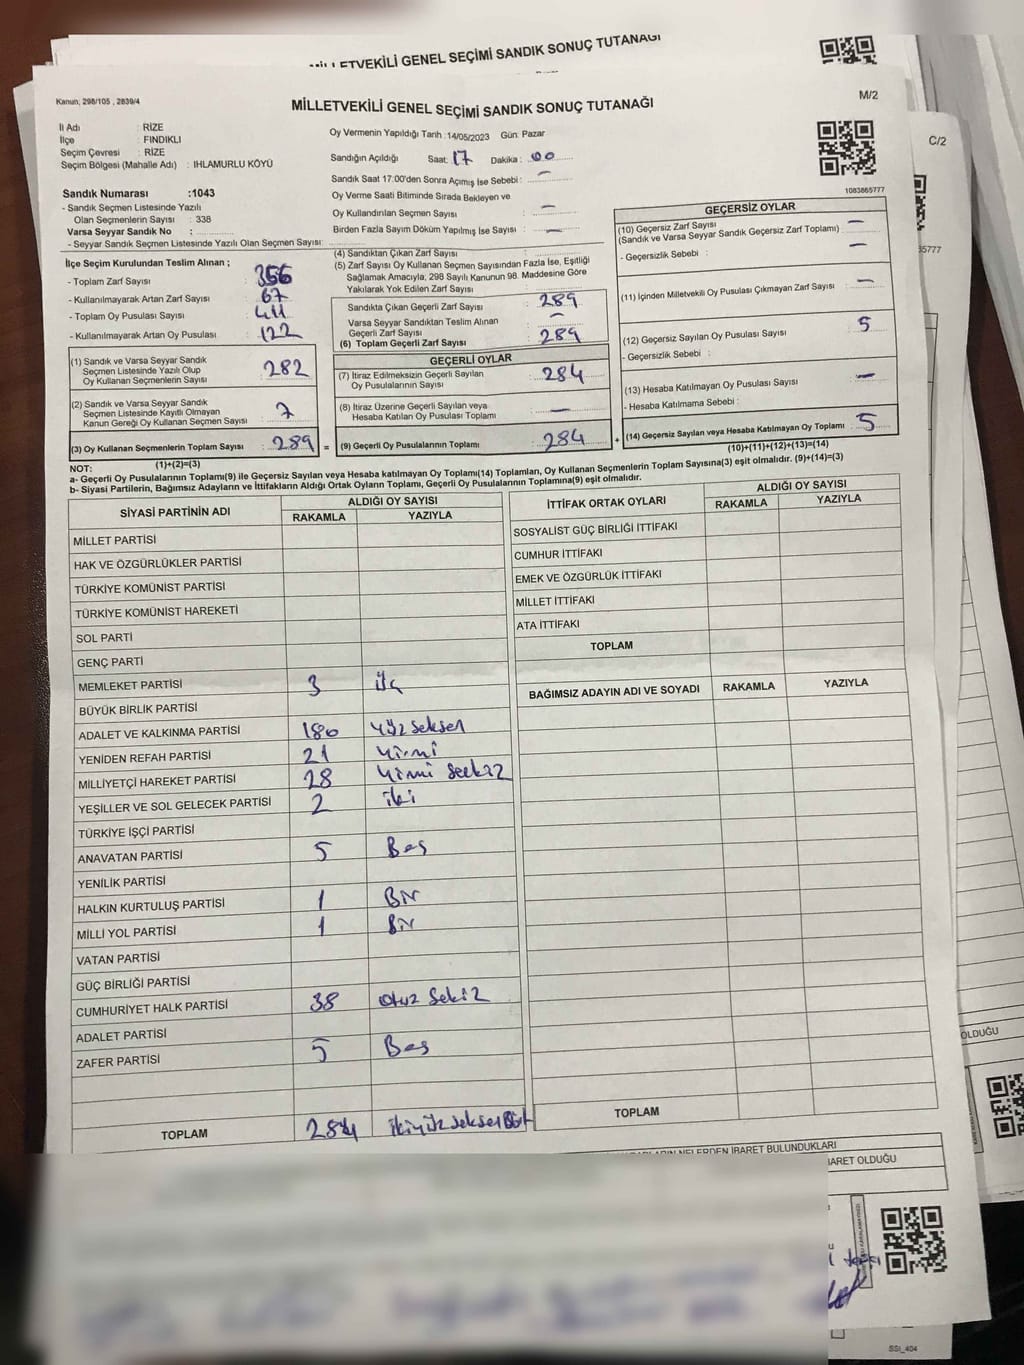 MİLLETVEKİLİ GENEL SEÇİMİ SANDIK SONUÇ TUTANAĞI
C/2
Kanun; 298/105 , 2839/4
MİLLETVEKİLİ GENEL SEÇİMİ SANDIK SONUÇ TUTANAĞI
M/2
İl Adı : RİZE
İlçe : FINDIKLI
Seçim Çevresi : RİZE
Seçim Bölgesi (Mahalle Adı) : IHLAMURLU KÖYÜ
Sandık Numarası :1043
- Sandık Seçmen Listesinde Yazılı
Olan Seçmenlerin Sayısı : 338
Varsa Seyyar Sandık No :
- Seyyar Sandık Seçmen Listesinde Yazılı Olan Seçmen Sayısı:
Oy Vermenin Yapıldığı Tarih :14/05/2023 Gün: Pazar
Sandığın Açıldığı Saat: 17 Dakika : 00
Sandık Saat 17:00'den Sonra Açımış İse Sebebi : —
Oy Verme Saati Bitiminde Sırada Bekleyen ve
Oy Kullandırılan Seçmen Sayısı : —
Birden Fazla Sayım Döküm Yapılmış İse Sayısı : —
1083865777
İlçe Seçim Kurulundan Teslim Alınan ;
- Toplam Zarf Sayısı : 356
- Kullanılmayarak Artan Zarf Sayısı : 67
- Toplam Oy Pusulası Sayısı : 411
- Kullanılmayarak Artan Oy Pusulası : 122
(1) Sandık ve Varsa Seyyar Sandık
Seçmen Listesinde Yazılı Olup
Oy Kullanan Seçmenlerin Sayısı : 282
(2) Sandık ve Varsa Seyyar Sandık
Seçmen Listesinde Kayıtlı Olmayan
Kanun Gereği Oy Kullanan Seçmen Sayısı : 7
(3) Oy Kullanan Seçmenlerin Toplam Sayısı : 289 =
(1)+(2)=(3)
(4) Sandıktan Çıkan Zarf Sayısı :
(5) Zarf Sayısı Oy Kullanan Seçmen Sayısından Fazla İse, Eşitliği
Sağlamak Amacıyla, 298 Sayılı Kanunun 98. Maddesine Göre
Yakılarak Yok Edilen Zarf Sayısı :
Sandıkta Çıkan Geçerli Zarf Sayısı : 289
Varsa Seyyar Sandıktan Teslim Alınan
Geçerli Zarf Sayısı : —
(6) Toplam Geçerli Zarf Sayısı : 289
GEÇERLİ OYLAR
(7) İtiraz Edilmeksizin Geçerli Sayılan
Oy Pusulalarının Sayısı : 284
(8) İtiraz Üzerine Geçerli Sayılan veya
Hesaba Katılan Oy Pusulası Toplamı : —
(9) Geçerli Oy Pusulalarının Toplamı : 284 +
GEÇERSİZ OYLAR
(10) Geçersiz Zarf Sayısı : —
(Sandık ve Varsa Seyyar Sandık Geçersiz Zarf Toplamı)
- Geçersizlik Sebebi : —
(11) İçinden Milletvekili Oy Pusulası Çıkmayan Zarf Sayısı : —
(12) Geçersiz Sayılan Oy Pusulası Sayısı : 5
- Geçersizlik Sebebi :
(13) Hesaba Katılmayan Oy Pusulası Sayısı : —
- Hesaba Katılmama Sebebi :
(14) Geçersiz Sayılan veya Hesaba Katılmayan Oy Toplamı : 5
(10)+(11)+(12)+(13)=(14)
NOT:
a- Geçerli Oy Pusulalarının Toplamı(9) ile Geçersiz Sayılan veya Hesaba katılmayan Oy Toplamı(14) Toplamları, Oy Kullanan Seçmenlerin Toplam Sayısına(3) eşit olmalıdır. (9)+(14)=(3)
b- Siyasi Partilerin, Bağımsız Adayların ve İttifakların Aldığı Ortak Oyların Toplamı, Geçerli Oy Pusulalarının Toplamına(9) eşit olmalıdır.
SİYASİ PARTİNİN ADI ALDIĞI OY SAYISI
RAKAMLA YAZIYLA
MİLLET PARTİSİ
HAK VE ÖZGÜRLÜKLER PARTİSİ
TÜRKİYE KOMÜNİST PARTİSİ
TÜRKİYE KOMÜNİST HAREKETİ
SOL PARTİ
GENÇ PARTİ
MEMLEKET PARTİSİ 3 üç
BÜYÜK BİRLİK PARTİSİ
ADALET VE KALKINMA PARTİSİ 180 Yüz seksen
YENİDEN REFAH PARTİSİ 21 Yirmi
MİLLİYETÇİ HAREKET PARTİSİ 28 Yirmi Sekiz
YEŞİLLER VE SOL GELECEK PARTİSİ 2 iki
TÜRKİYE İŞÇİ PARTİSİ
ANAVATAN PARTİSİ 5 Beş
YENİLİK PARTİSİ
HALKIN KURTULUŞ PARTİSİ 1 Bir
MİLLİ YOL PARTİSİ 1 Bir
VATAN PARTİSİ
GÜÇ BİRLİĞİ PARTİSİ
CUMHURİYET HALK PARTİSİ 38 otuz Sekiz
ADALET PARTİSİ
ZAFER PARTİSİ 5 Beş
TOPLAM 284 ikiyüz seksen dört
İTTİFAK ORTAK OYLARI ALDIĞI OY SAYISI
RAKAMLA YAZIYLA
SOSYALİST GÜÇ BİRLİĞİ İTTİFAKI
CUMHUR İTTİFAKI
EMEK VE ÖZGÜRLÜK İTTİFAKI
MİLLET İTTİFAKI
ATA İTTİFAKI
TOPLAM
BAĞIMSIZ ADAYIN ADI VE SOYADI RAKAMLA YAZIYLA
TOPLAM
NELERDEN İBARET BULUNDUKLARI
İBARET OLDUĞU
OLDUĞU
SSİ_404